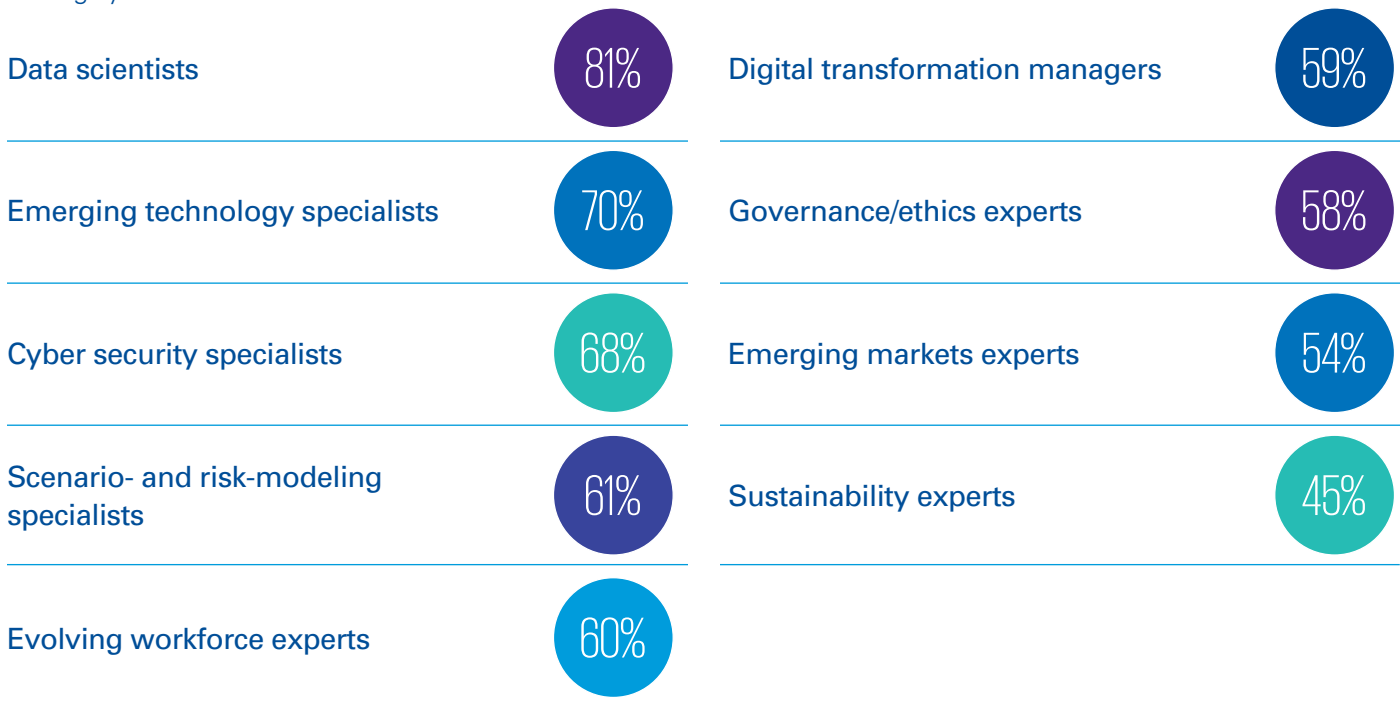 Data scientists
81%
Emerging technology specialists
70%
Cyber security specialists
68%
Scenario- and risk-modeling
specialists
61%
Evolving workforce experts
60%
Digital transformation managers
59%
Governance/ethics experts
58%
Emerging markets experts
54%
Sustainability experts
45%